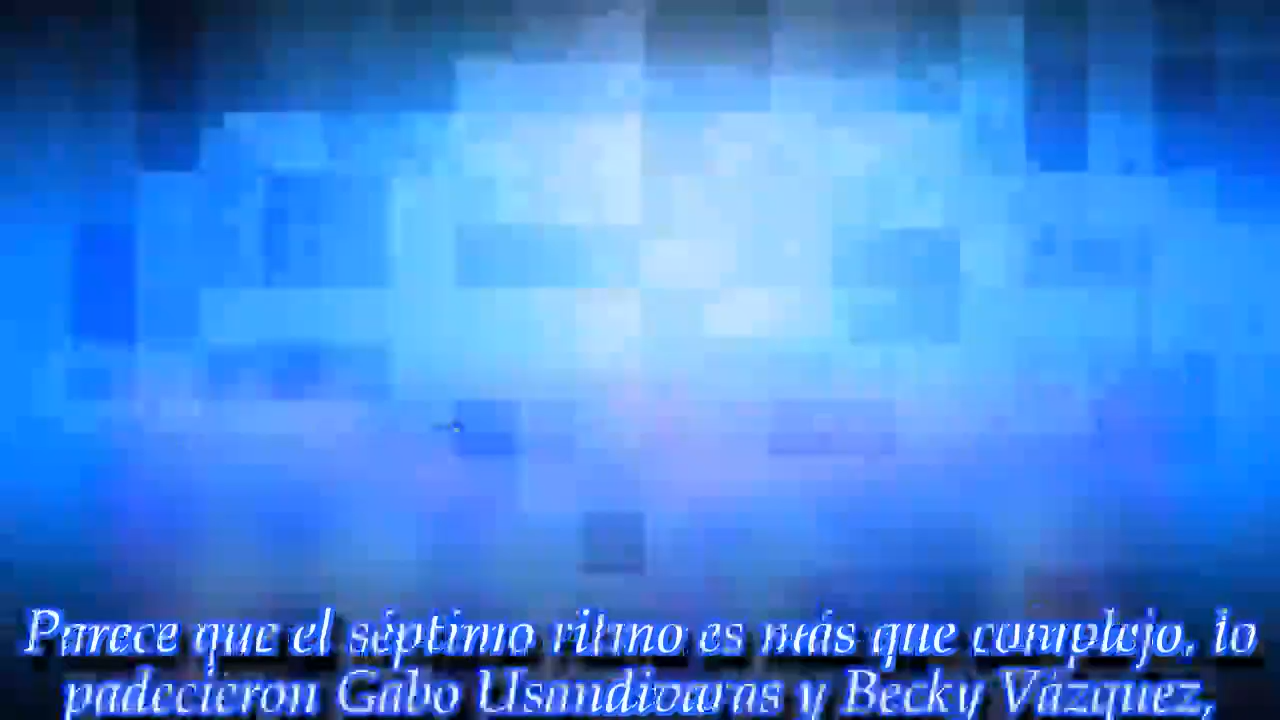 Parece que el séptimo ritmo es más que complejo, lo
padecieron Gabo Usandivaras y Becky Vázquez,